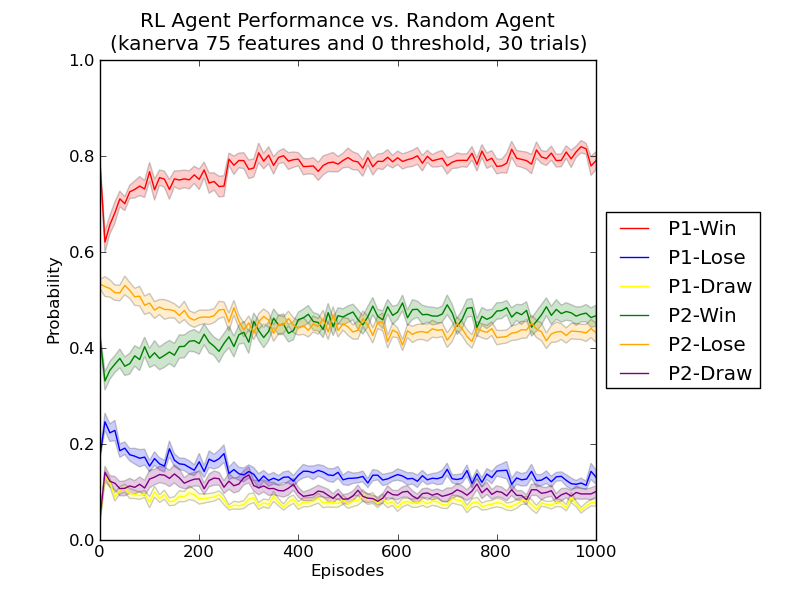 RL Agent Performance vs. Random Agent
(kanerva 75 features and 0 threshold, 30 trials)
1.0
0.8
0.6
0.4
0.2
0.0
Probability
0 200 400 600 800 1000
Episodes
P1-Win
P1-Lose
P1-Draw
P2-Win
P2-Lose
P2-Draw